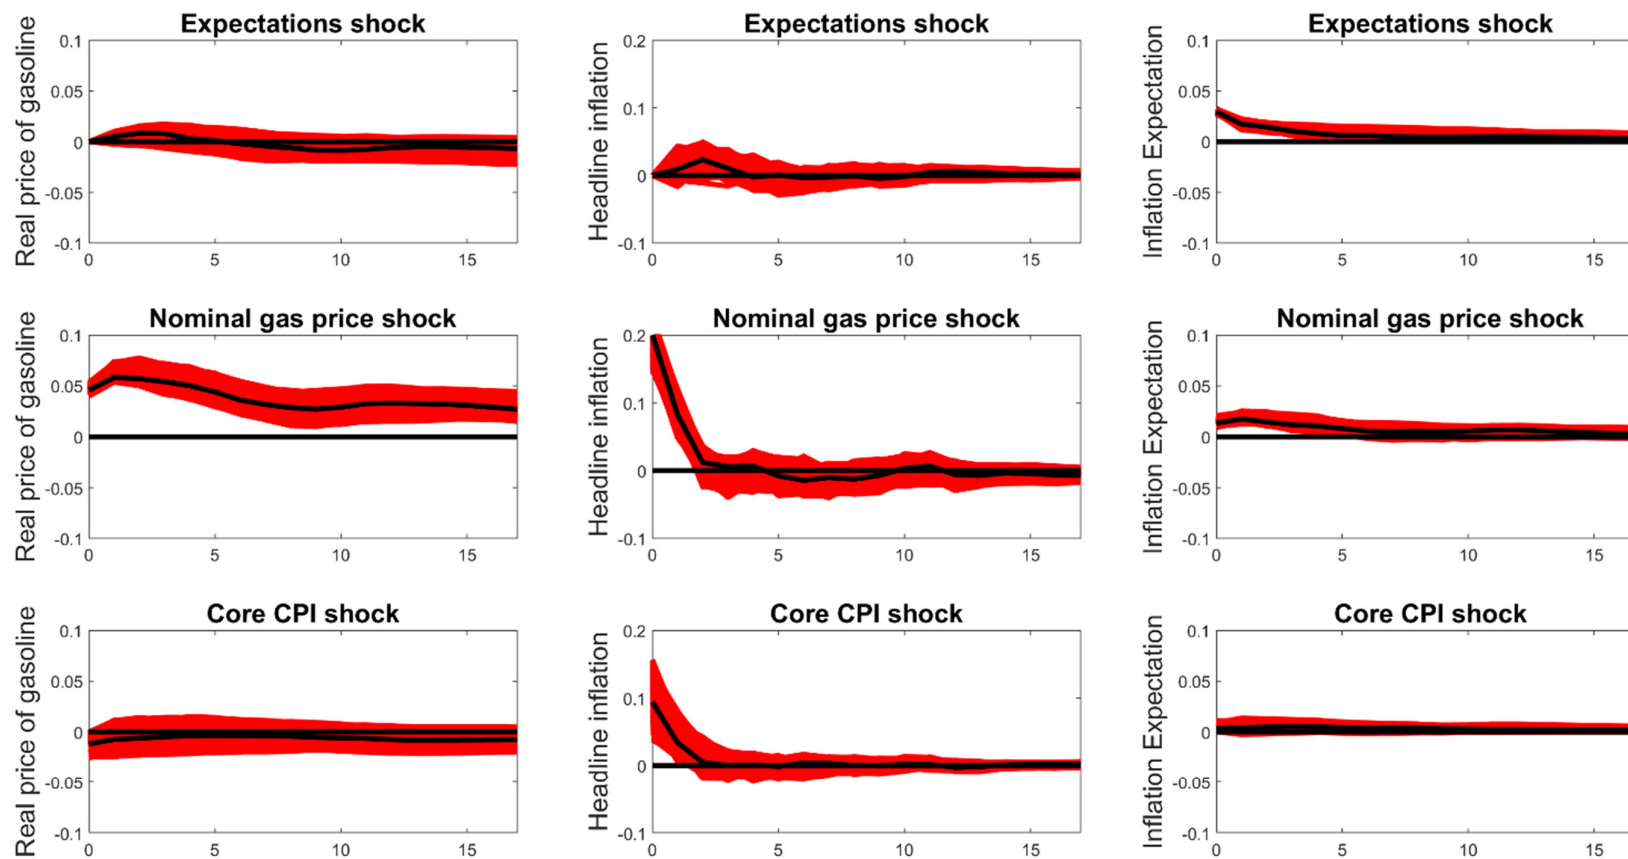 Expectations shock
Real price of gasoline
0.1
0.05
0
-0.05
-0.1
0 5 10 15
Expectations shock
Headline inflation
0.2
0.1
0
-0.1
0 5 10 15
Expectations shock
Inflation Expectation
0.1
0.05
0
-0.05
-0.1
0 5 10 15
Nominal gas price shock
Real price of gasoline
0.1
0.05
0
-0.05
-0.1
0 5 10 15
Nominal gas price shock
Headline inflation
0.2
0.1
0
-0.1
0 5 10 15
Nominal gas price shock
Inflation Expectation
0.1
0.05
0
-0.05
-0.1
0 5 10 15
Core CPI shock
Real price of gasoline
0.1
0.05
0
-0.05
-0.1
0 5 10 15
Core CPI shock
Headline inflation
0.2
0.1
0
-0.1
0 5 10 15
Core CPI shock
Inflation Expectation
0.1
0.05
0
-0.05
-0.1
0 5 10 15